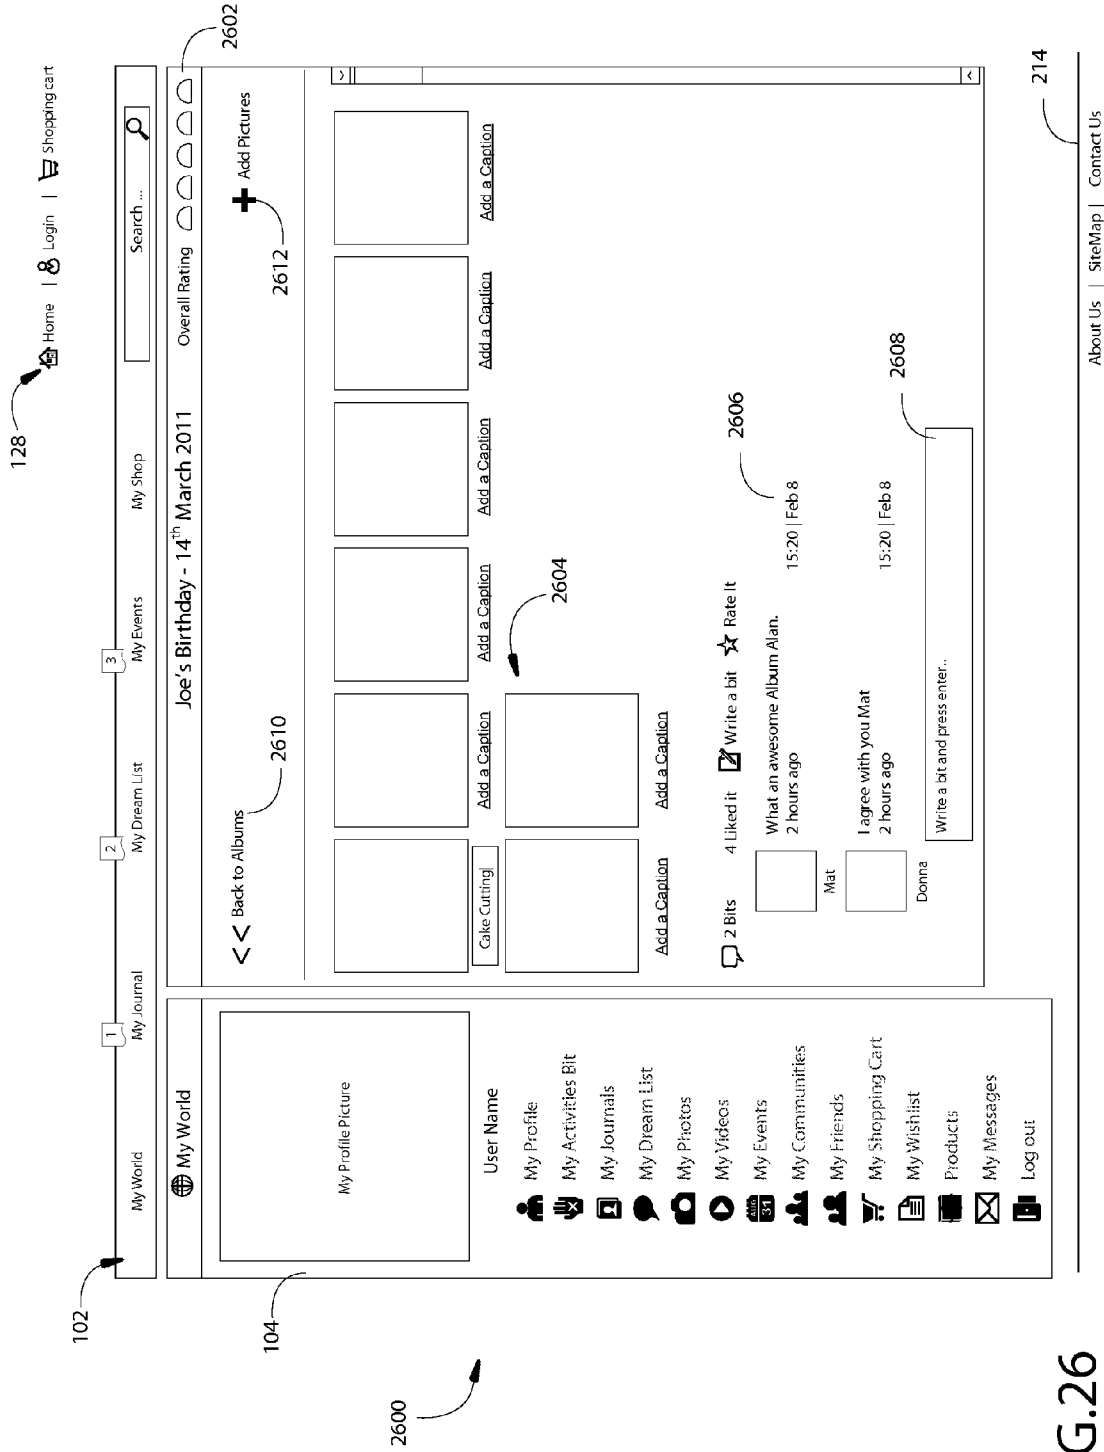 128
Home | Login | Shopping cart
102
1 2 3
My World My Journal My Dream List My Events My Shop Search ...
104
My World
My Profile Picture
User Name
My Profile
My Activities Bit
My Journals
My Dream List
My Photos
My Videos
AUG
31
My Events
My Communities
My Friends
My Shopping Cart
My Wishlist
Products
My Messages
Log out
Joe's Birthday - 14th March 2011 Overall Rating
2602
< < Back to Albums
2610
Add Pictures
2612
Cake Cutting Add a Caption Add a Caption Add a Caption Add a Caption Add a Caption
2604
Add a Caption Add a Caption
2 Bits 4 Liked it Write a bit Rate It
2606
What an awesome Album Alan. 15:20 | Feb 8
2 hours ago
Mat
I agree with you Mat 15:20 | Feb 8
2 hours ago
Donna
2608
Write a bit and press enter..
214
About Us | SiteMap | Contact Us
2600
G.26